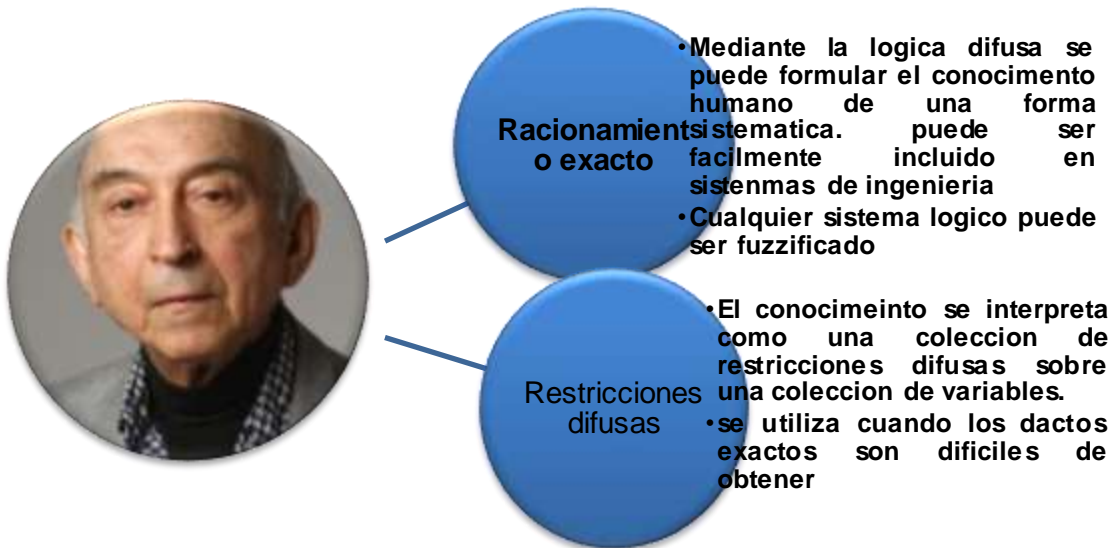 Racionamient
o exacto
•Mediante la logica difusa se
puede formular el conocimento
humano de una forma
sistematica. puede ser
facilmente incluido en
sistenmas de ingenieria
•Cualquier sistema logico puede
ser fuzzificado
Restricciones
difusas
•El conocimeinto se interpreta
como una coleccion de
restricciones difusas sobre
una coleccion de variables.
•se utiliza cuando los dactos
exactos son dificiles de
obtener